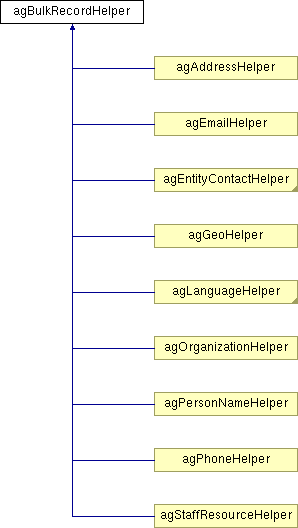 agBulkRecordHelper
agAddressHelper
agEmailHelper
agEntityContactHelper
agGeoHelper
agLanguageHelper
agOrganizationHelper
agPersonNameHelper
agPhoneHelper
agStaffResourceHelper